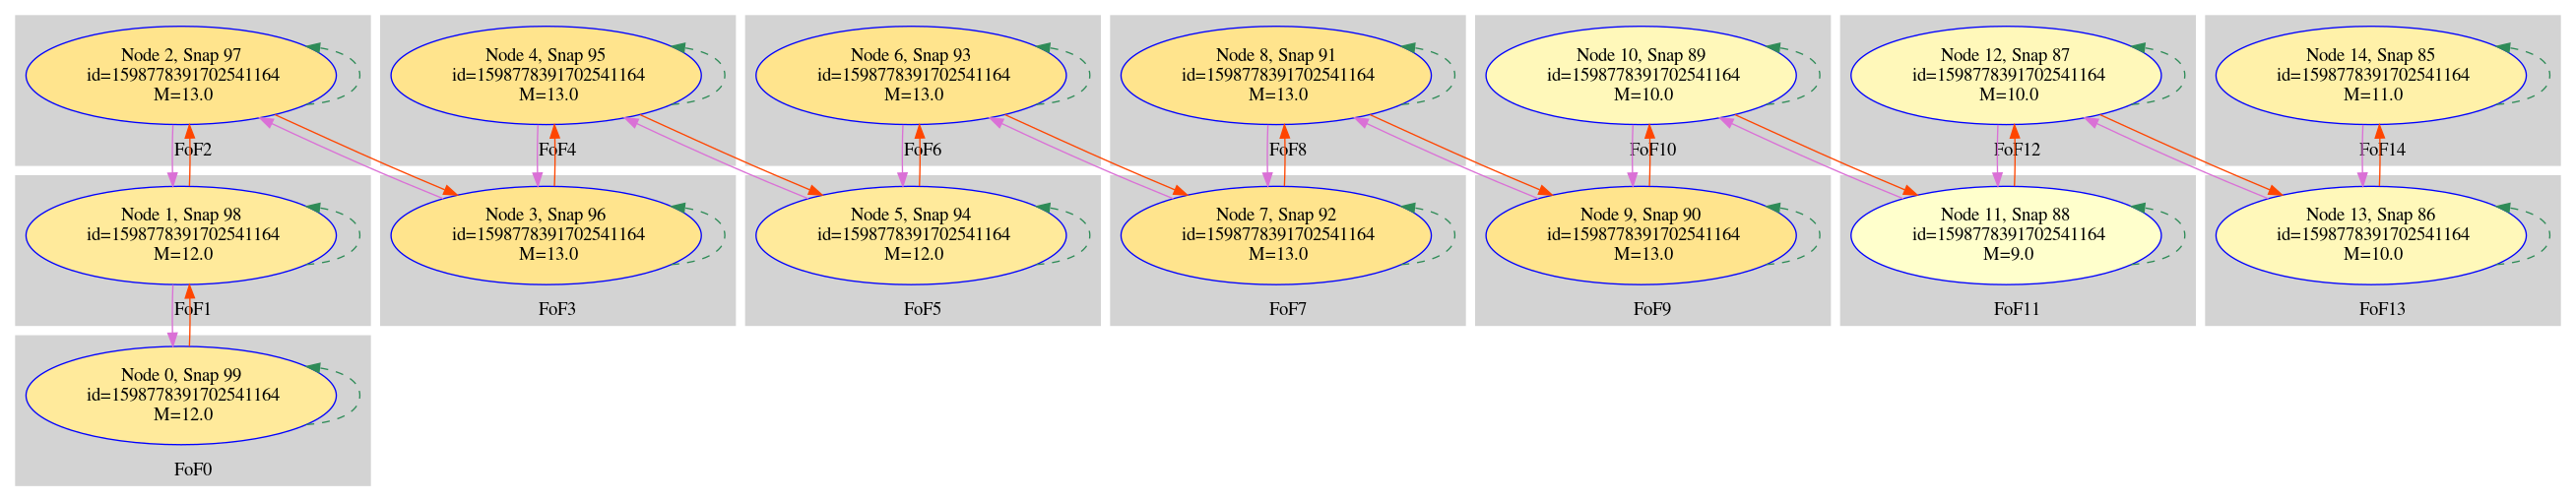 Node 2, Snap 97
id=1598778391702541164
M=13.0
FoF2
Node 4, Snap 95
id=1598778391702541164
M=13.0
FoF4
Node 6, Snap 93
id=1598778391702541164
M=13.0
FoF6
Node 8, Snap 91
id=1598778391702541164
M=13.0
FoF8
Node 10, Snap 89
id=1598778391702541164
M=10.0
FoF10
Node 12, Snap 87
id=1598778391702541164
M=10.0
FoF12
Node 14, Snap 85
id=1598778391702541164
M=11.0
FoF14
Node 1, Snap 98
id=1598778391702541164
M=12.0
FoF1
Node 3, Snap 96
id=1598778391702541164
M=13.0
FoF3
Node 5, Snap 94
id=1598778391702541164
M=12.0
FoF5
Node 7, Snap 92
id=1598778391702541164
M=13.0
FoF7
Node 9, Snap 90
id=1598778391702541164
M=13.0
FoF9
Node 11, Snap 88
id=1598778391702541164
M=9.0
FoF11
Node 13, Snap 86
id=1598778391702541164
M=10.0
FoF13
Node 0, Snap 99
id=1598778391702541164
M=12.0
FoF0